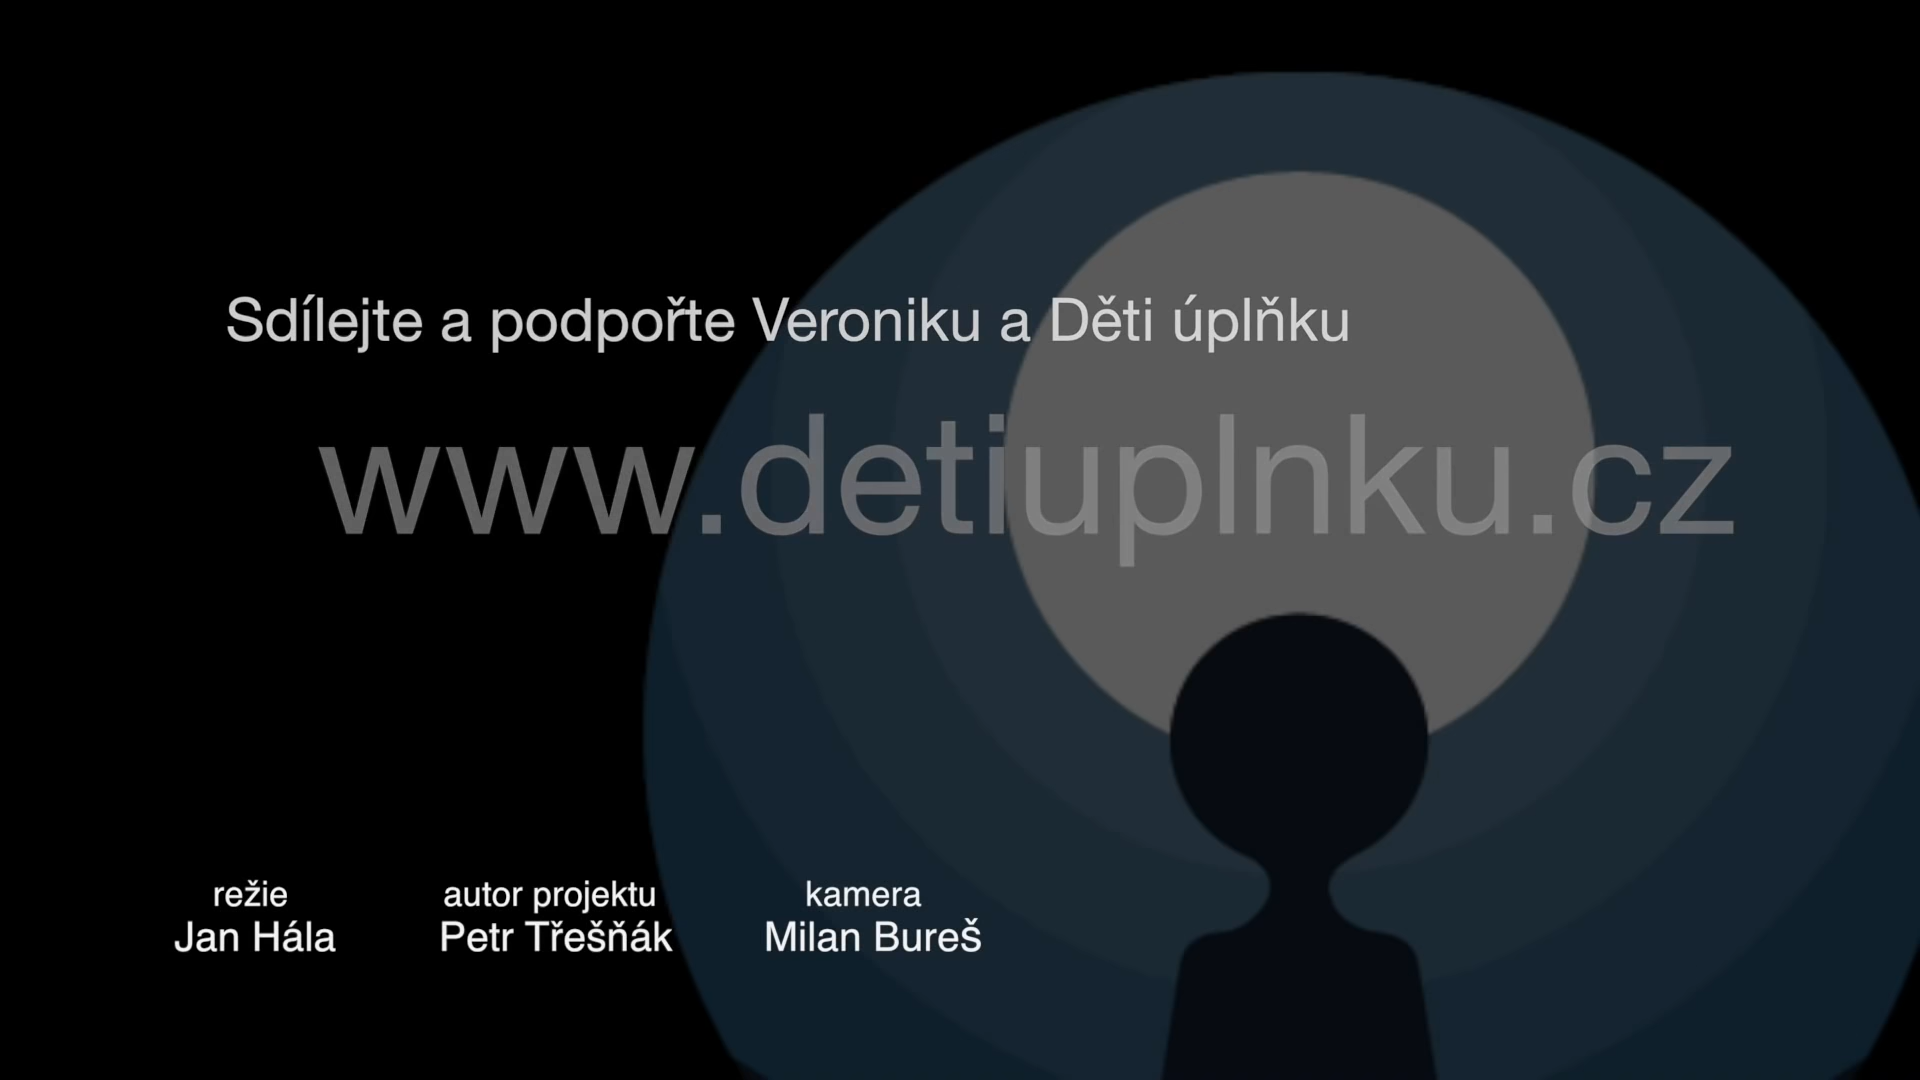 Sdílejte a podpořte Veroniku a Děti úplňku
www.detiuplnku.cz
režie
Jan Hála
autor projektu
Petr Třešňák
kamera
Milan Bureš